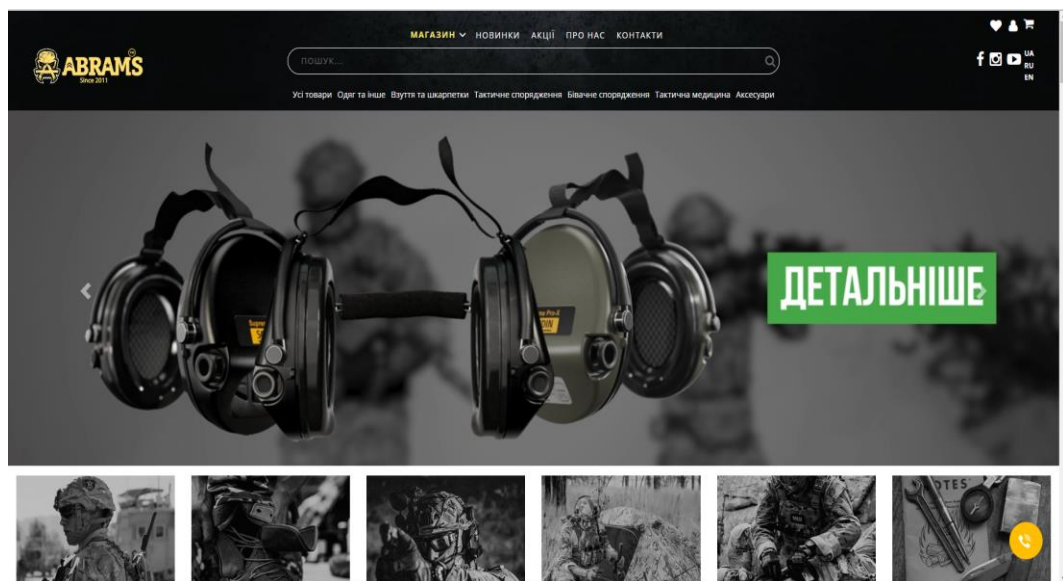 МАГАЗИН НОВИНКИ АКЦІЇ ПРО НАС КОНТАКТИ
ABRAM'S
Since 2011
ПОШУК...
UA
RU
EN
Усі товари Одяг та інше Взуття та шкарпетки Тактичне спорядження Бівачне спорядження Тактична медицина Аксесуари
ДЕТАЛЬНІШЕ